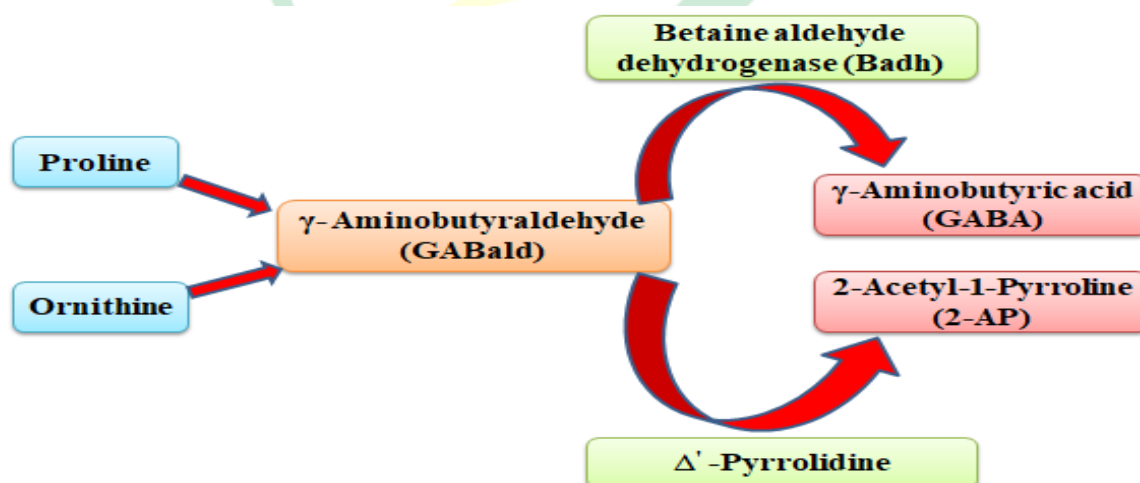 Betaine aldehyde
dehydrogenase (Badh)
Proline
γ-Aminobutyric acid
(GABA)
γ- Aminobutyraldehyde
(GABald)
Ornithine
2-Acetyl-1-Pyrroline
(2-AP)
Δ' -Pyrrolidine